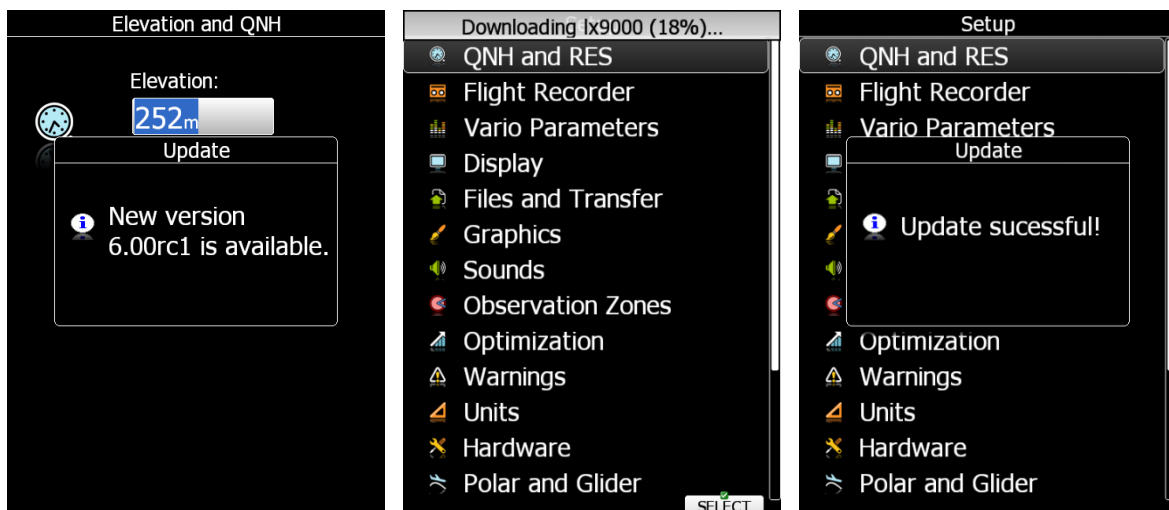 Elevation and QNH
Elevation:
252m
Update
New version
6.00rc1 is available.
Downloading lx9000 (18%)...
QNH and RES
Flight Recorder
Vario Parameters
Display
Files and Transfer
Graphics
Sounds
Observation Zones
Optimization
Warnings
Units
Hardware
Polar and Glider
SELECT
Setup
QNH and RES
Flight Recorder
Vario Parameters
Update
Update sucessful!
Optimization
Warnings
Units
Hardware
Polar and Glider